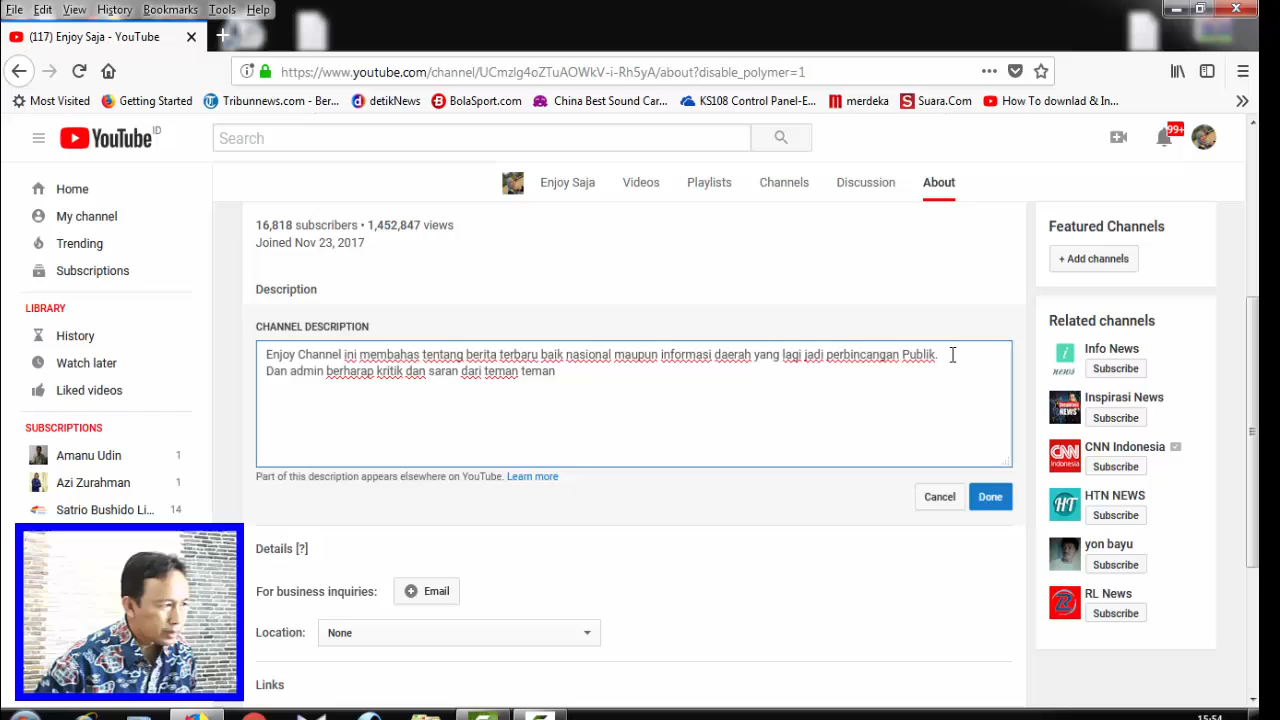 File Edit View History Bookmarks Tools Help
(117) Enjoy Saja - YouTube
https://www.youtube.com/channel/UCmzlg4oZT_AOWkV-i-Rh5yA/about?disable_polymer=1
Most Visited Getting Started Tribunnews.com - Ber... detikNews BolaSport.com China Best Sound Car... KS108 Control Panel-E... merdeka Suara.Com How To downlad & In...
YouTube ID Search 99+
Enjoy Saja Videos Playlists Channels Discussion About
Home
My channel
Trending
Subscriptions
LIBRARY
History
Watch later
Liked videos
SUBSCRIPTIONS
Amanu Udin 1
Azi Zurahman 1
Satrio Bushido Li... 14
16,818 subscribers • 1,452,847 views
Joined Nov 23, 2017
Description
CHANNEL DESCRIPTION
Enjoy Channel ini membahas tentang berita terbaru baik nasional maupun informasi daerah yang lagi jadi perbincangan Publik.
Dan admin berharap kritik dan saran dari teman teman
Part of this description appears elsewhere on YouTube. Learn more
Cancel Done
Details [?]
For business inquiries: Email
Location: None
Links
Featured Channels
+ Add channels
Related channels
Info News
Subscribe
Inspirasi News
Subscribe
CNN Indonesia
Subscribe
HTN NEWS
Subscribe
yon bayu
Subscribe
RL News
Subscribe
15:54